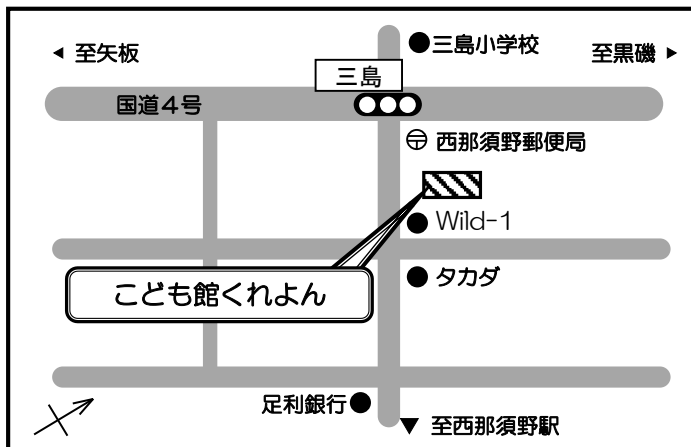 至矢板
三島小学校
至黒磯
三島
国道4号
西那須野郵便局
Wild-1
タカダ
こども館くれよん
足利銀行
至西那須野駅